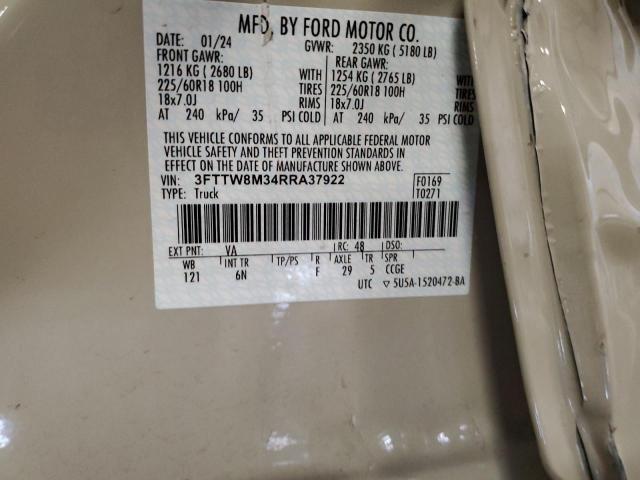 MFD. BY FORD MOTOR CO.
DATE: 01/24 GVWR: 2350 KG ( 5180 LB)
FRONT GAWR: REAR GAWR:
1216 KG ( 2680 LB) WITH 1254 KG ( 2765 LB) WITH
225/60R18 100H TIRES 225/60R18 100H TIRES
18x7.0J RIMS 18x7.0J RIMS
AT 240 kPa/ 35 PSI COLD AT 240 kPa/ 35 PSI COLD
THIS VEHICLE CONFORMS TO ALL APPLICABLE FEDERAL MOTOR
VEHICLE SAFETY AND THEFT PREVENTION STANDARDS IN
EFFECT ON THE DATE OF MANUFACTURE SHOWN ABOVE.
VIN: 3FTTW8M34RRA37922 F0169
TYPE: Truck T0271
EXT PNT: VA RC: 48 DSO:
WB INT TR TP/PS R AXLE TR SPR
121 6N F 29 5 CCGE
UTC ▽ 5U5A-1520472-BA